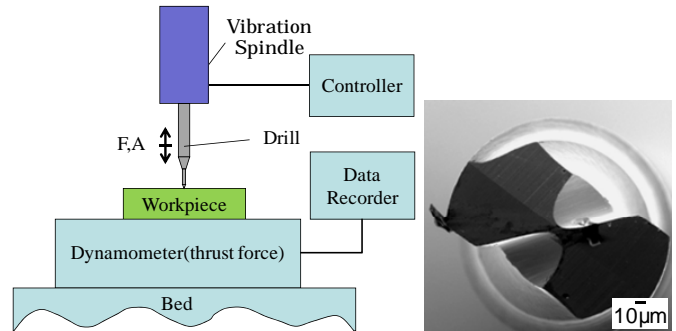 Vibration
Spindle
Controller
F,A
Drill
Data
Recorder
Workpiece
Dynamometer(thrust force)
Bed
10µm